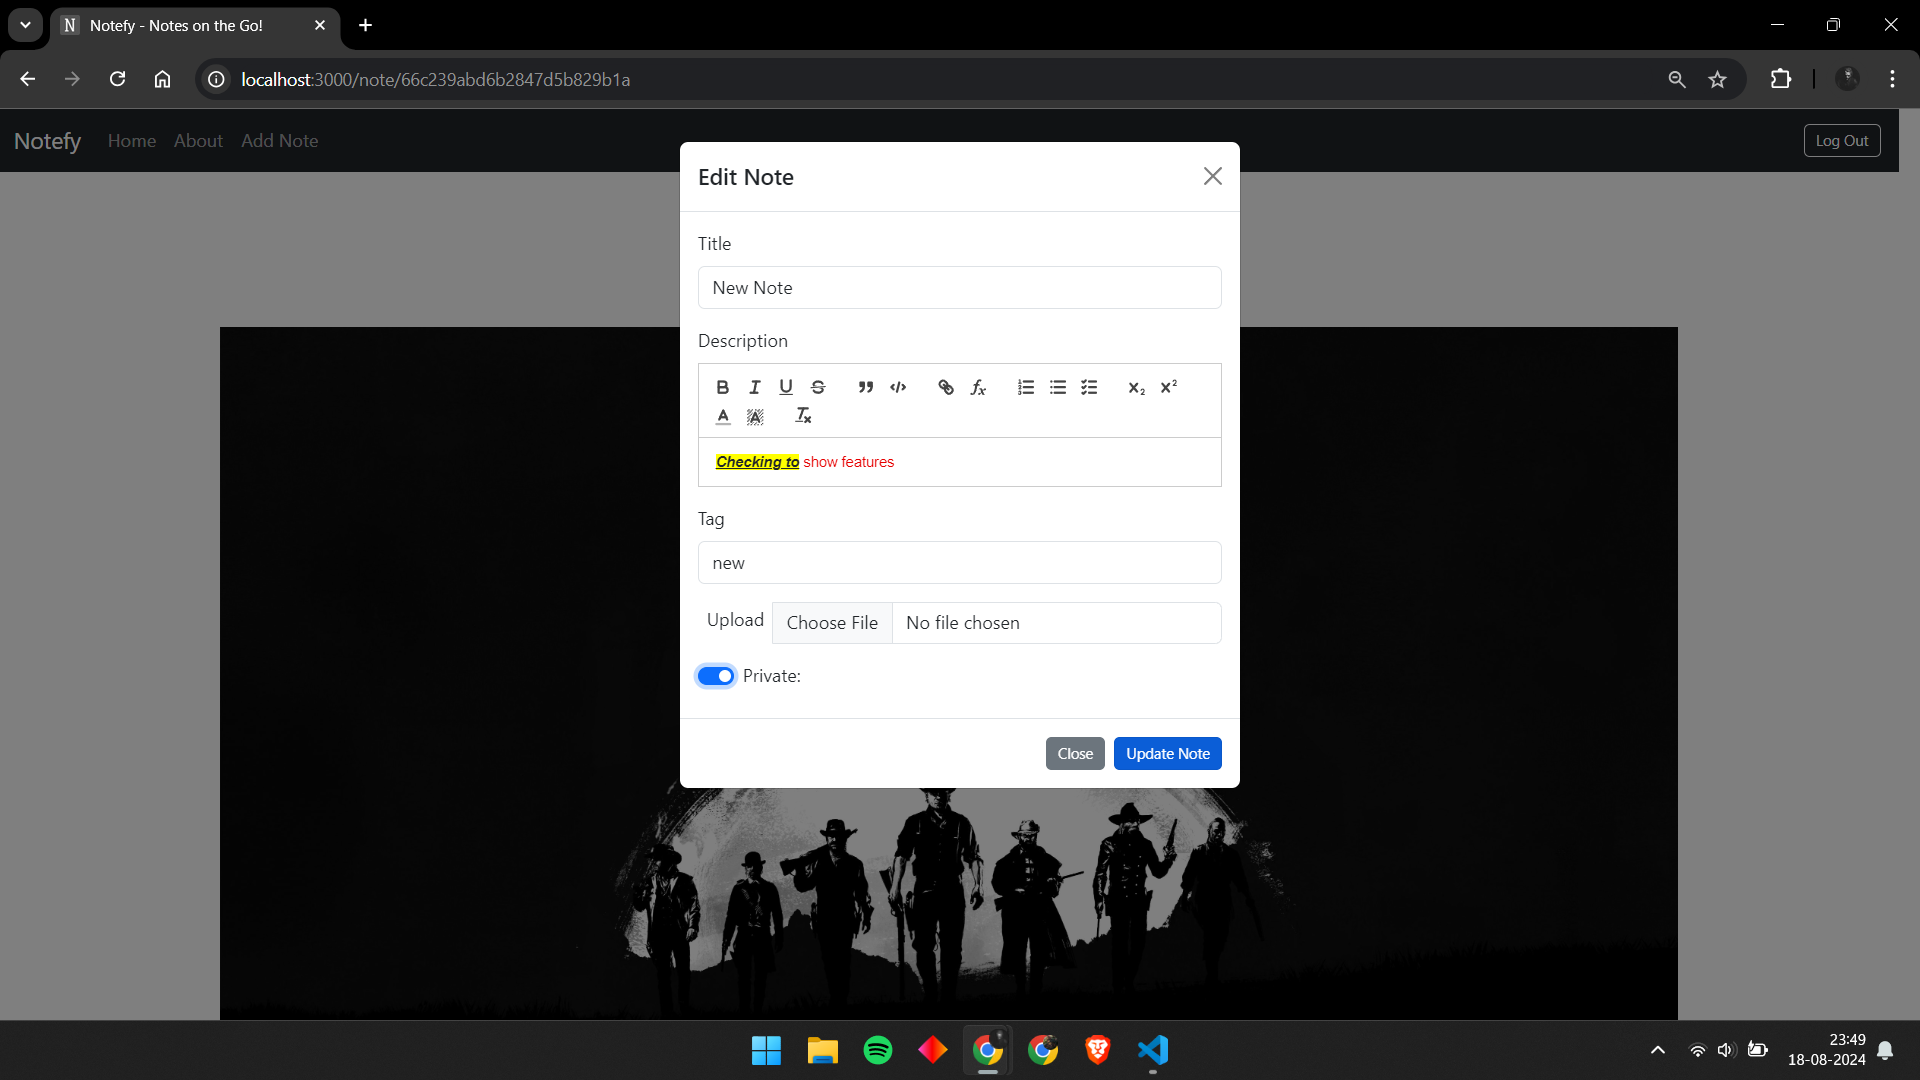 Notefy - Notes on the Go!
localhost:3000/note/66c239abd6b2847d5b829b1a
Notefy Home About Add Note Log Out
Edit Note
Title
New Note
Description
Checking to show features
Tag
new
Upload Choose File No file chosen
Private:
Close Update Note
23:49
18-08-2024